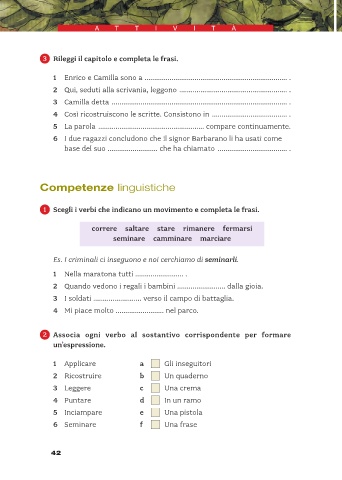 ATTIVITÀ
3 Rileggi il capitolo e completa le frasi.
1 Enrico e Camilla sono a .................................................................... .
2 Qui, seduti alla scrivania, leggono .................................................... .
3 Camilla detta .................................................................................... .
4 Così ricostruiscono le scritte. Consistono in .................................... .
5 La parola ................................................... compare continuamente.
6 I due ragazzi concludono che il signor Barbarano li ha usati come
base del suo ........................ che ha chiamato ................................. .
Competenze linguistiche
1 Scegli i verbi che indicano un movimento e completa le frasi.
correre saltare stare rimanere fermarsi
seminare camminare marciare
Es. I criminali ci inseguono e noi cerchiamo di seminarli.
1 Nella maratona tutti ....................... .
2 Quando vedono i regali i bambini ....................... dalla gioia.
3 I soldati ....................... verso il campo di battaglia.
4 Mi piace molto ....................... nel parco.
2 Associa ogni verbo al sostantivo corrispondente per formare
un'espressione.
1 Applicare a Gli inseguitori
2 Ricostruire b Un quaderno
3 Leggere c Una crema
4 Puntare d In un ramo
5 Inciampare e Una pistola
6 Seminare f Una frase
42